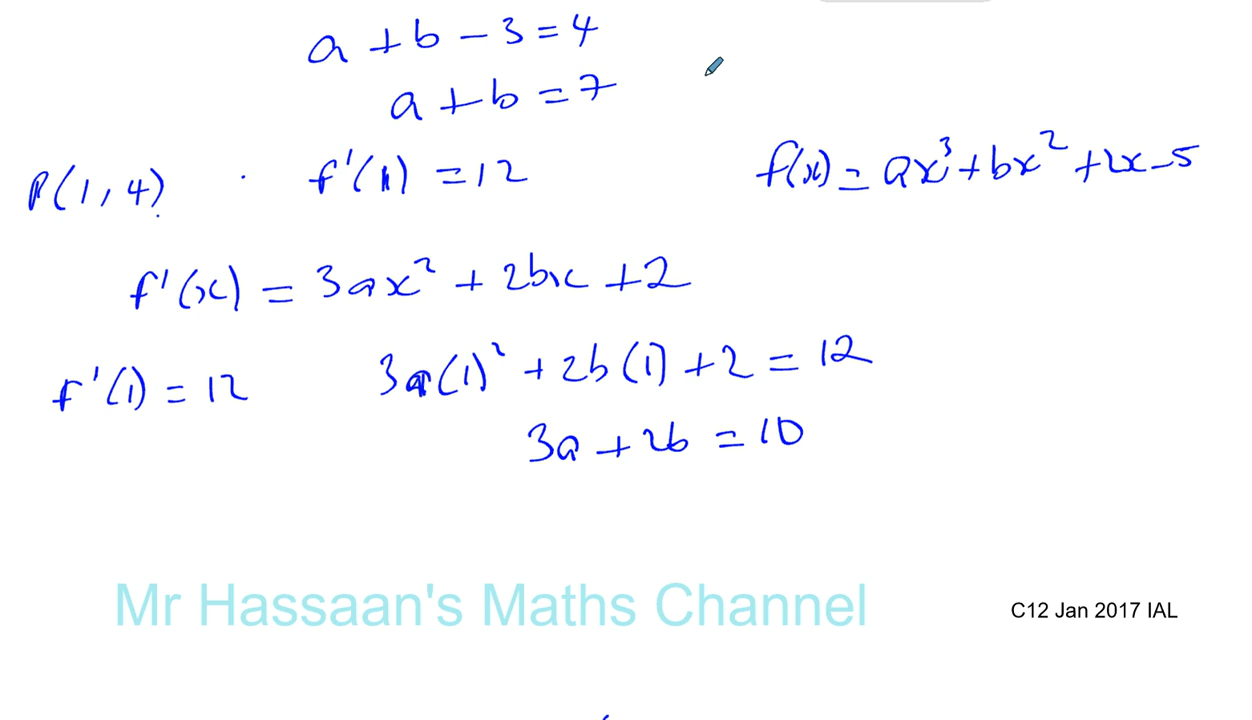 a + b - 3 = 4
a + b = 7
P(1, 4) f'(1) = 12 f(x) = ax³ + bx² + 2x - 5
f'(x) = 3ax² + 2bx + 2
f'(1) = 12 3a(1)² + 2b(1) + 2 = 12
3a + 2b = 10
Mr Hassaan's Maths Channel
C12 Jan 2017 IAL